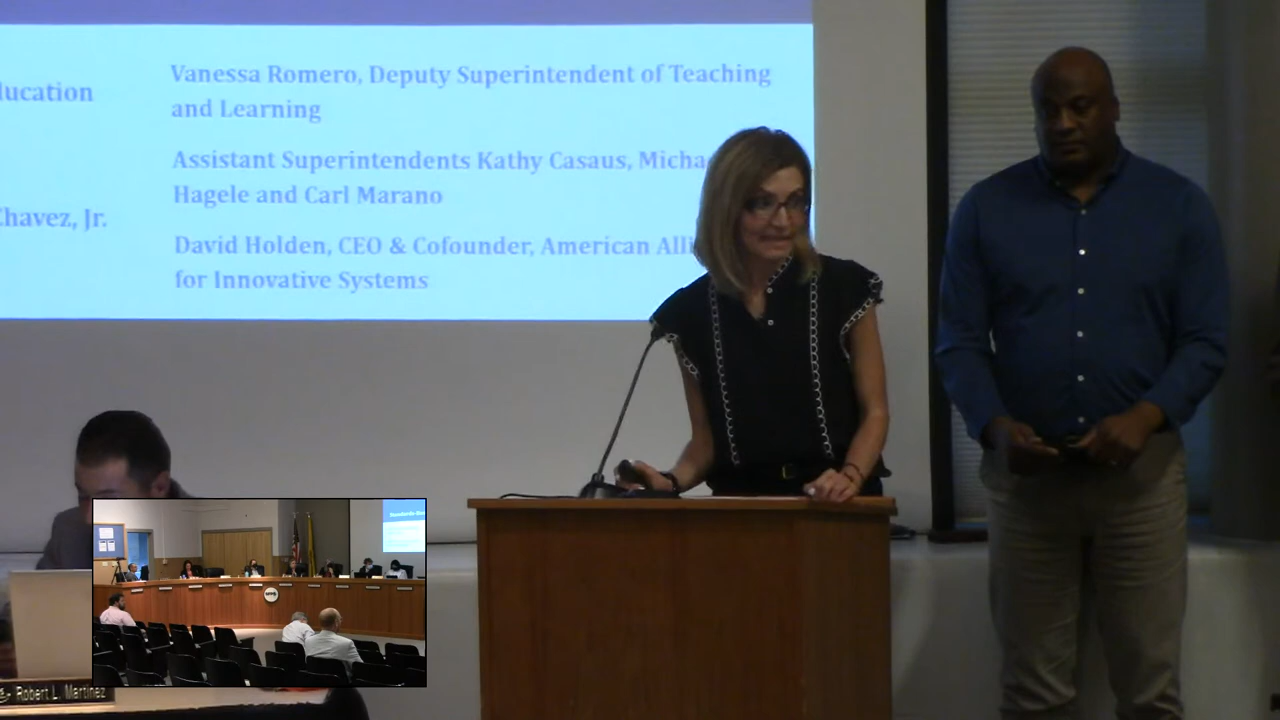 Vanessa Romero, Deputy Superintendent of Teaching
and Learning
ducation
Assistant Superintendents Kathy Casaus, Micha
Hagele and Carl Marano
Chavez, Jr.
David Holden, CEO & Cofounder, American Alli
for Innovative Systems
Robert L. Martinez